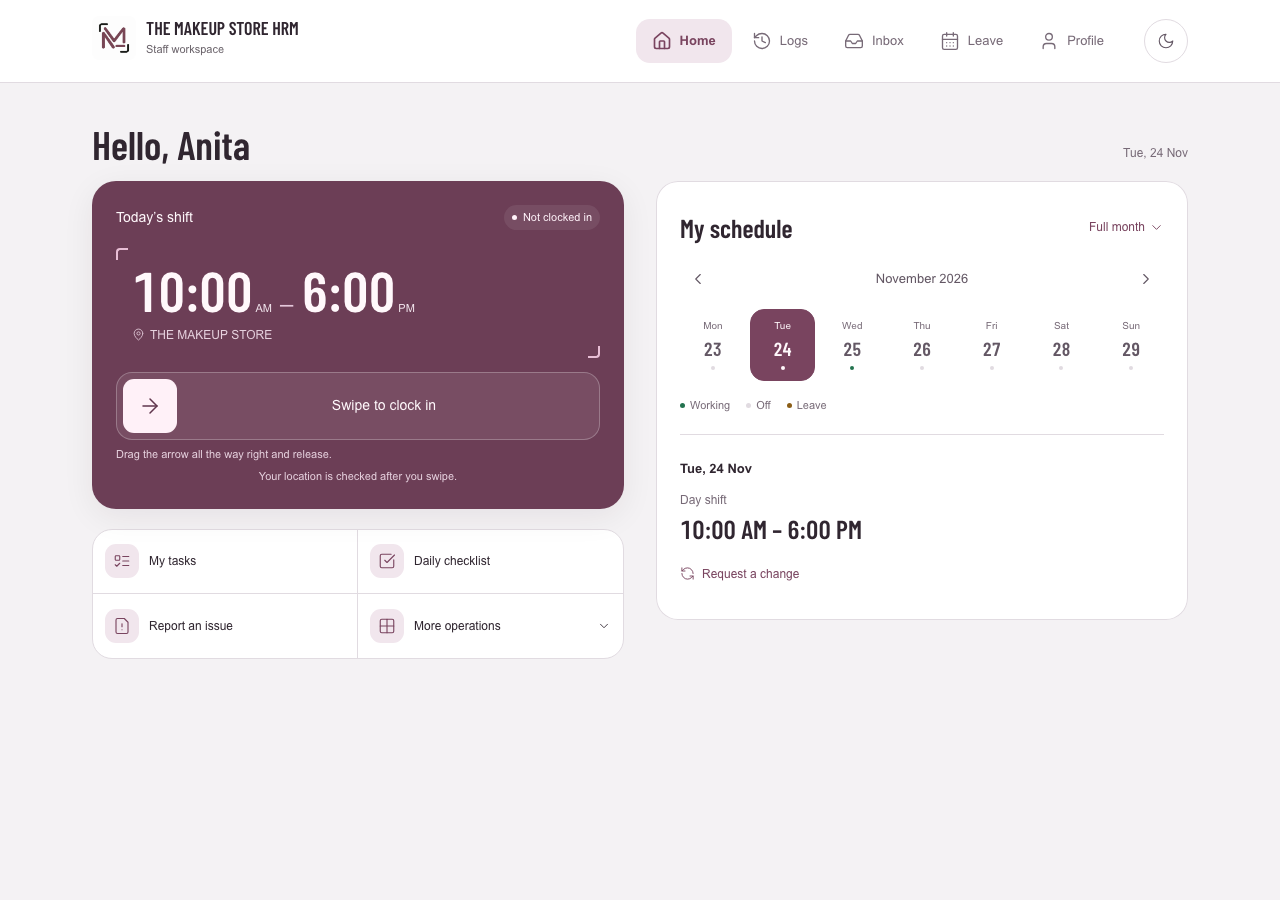 THE MAKEUP STORE HRM
Staff workspace
Home
Logs
Inbox
Leave
Profile
Hello, Anita
Tue, 24 Nov
Today's shift
Not clocked in
10:00 AM – 6:00 PM
THE MAKEUP STORE
Swipe to clock in
Drag the arrow all the way right and release.
Your location is checked after you swipe.
My tasks
Daily checklist
Report an issue
More operations
My schedule
Full month
November 2026
Mon Tue Wed Thu Fri Sat Sun
23 24 25 26 27 28 29
Working Off Leave
Tue, 24 Nov
Day shift
10:00 AM – 6:00 PM
Request a change